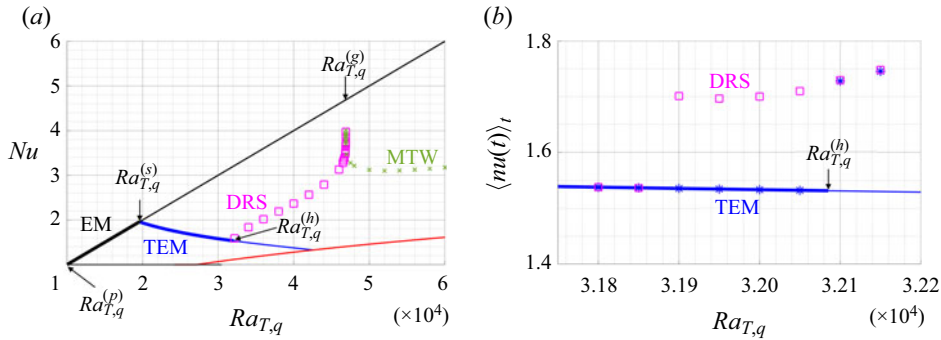 (a)
6
5
4
3
2
1
Nu
Ra_{T,q}^{(g)}
Ra_{T,q}^{(s)}
EM
TEM
DRS
Ra_{T,q}^{(h)}
MTW
Ra_{T,q}^{(p)}
1 2 3 4 5 6
Ra_{T,q} (×10^4)
(b)
1.8
1.6
1.4
⟨nu(t)⟩_t
DRS
Ra_{T,q}^{(h)}
TEM
3.18 3.19 3.20 3.21 3.22
Ra_{T,q} (×10^4)